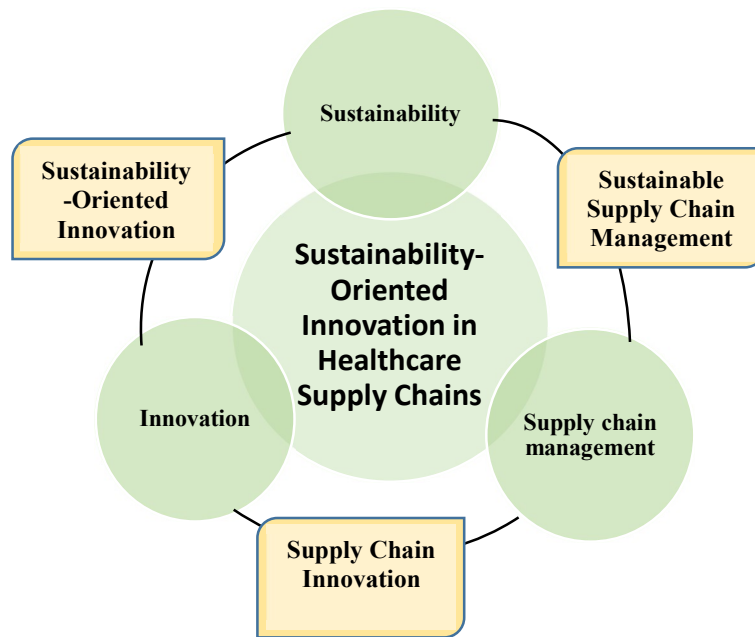 Sustainability
Sustainability
-Oriented
Innovation
Sustainable
Supply Chain
Management
Sustainability-
Oriented
Innovation in
Healthcare
Supply Chains
Innovation
Supply chain
management
Supply Chain
Innovation